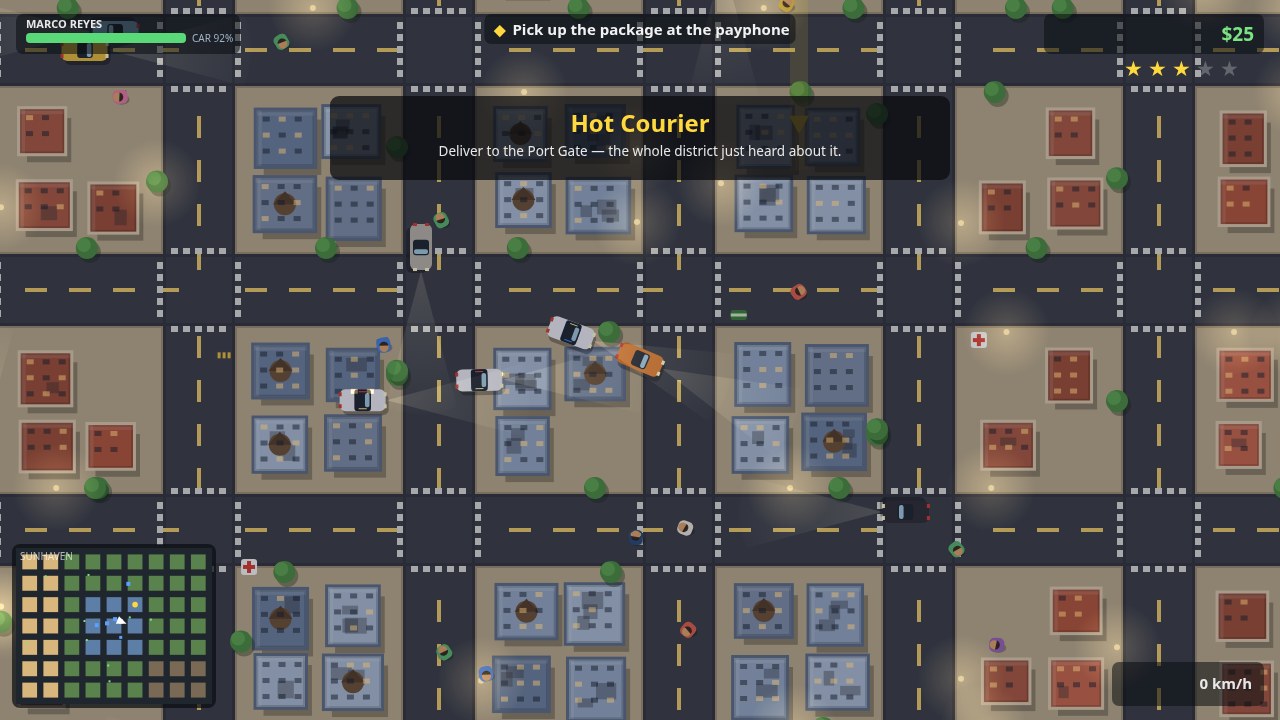 MARCO REYES
CAR 92%
Pick up the package at the payphone
$25
Hot Courier
Deliver to the Port Gate — the whole district just heard about it.
SUNHAVEN
0 km/h